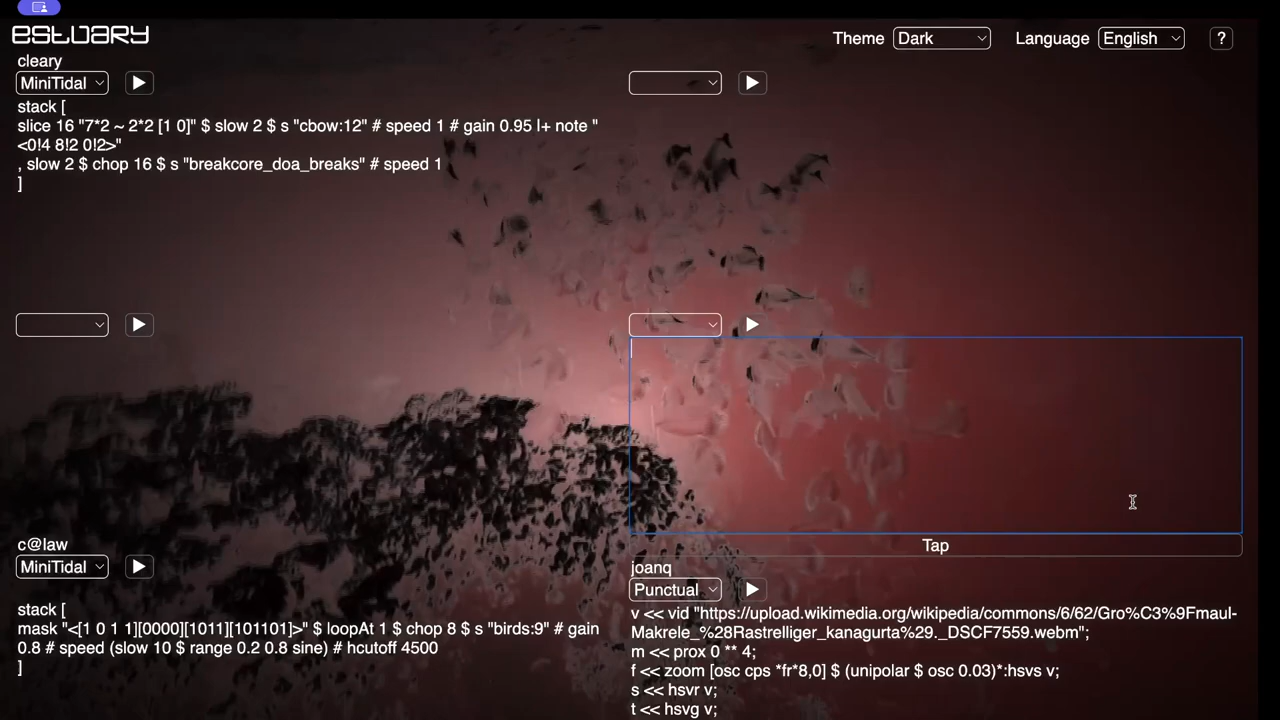 estuary
Theme Dark Language English ?
cleary
MiniTidal
stack [
slice 16 "7*2 ~ 2*2 [1 0]" $ slow 2 $ s "cbow:12" # speed 1 # gain 0.95 |+ note "
<0!4 8!2 0!2>"
, slow 2 $ chop 16 $ s "breakcore_doa_breaks" # speed 1
]
c@law
MiniTidal
stack [
mask "<[1 0 1 1][0000][1011][101101]>" $ loopAt 1 $ chop 8 $ s "birds:9" # gain
0.8 # speed (slow 10 $ range 0.2 0.8 sine) # hcutoff 4500
]
Tap
joanq
Punctual
v << vid "https://upload.wikimedia.org/wikipedia/commons/6/62/Gro%C3%9Fmaul-
Makrele_%28Rastrelliger_kanagurta%29._DSCF7559.webm";
m << prox 0 ** 4;
f << zoom [osc cps *fr*8,0] $ (unipolar $ osc 0.03)*:hsvs v;
s << hsvr v;
t << hsvg v;